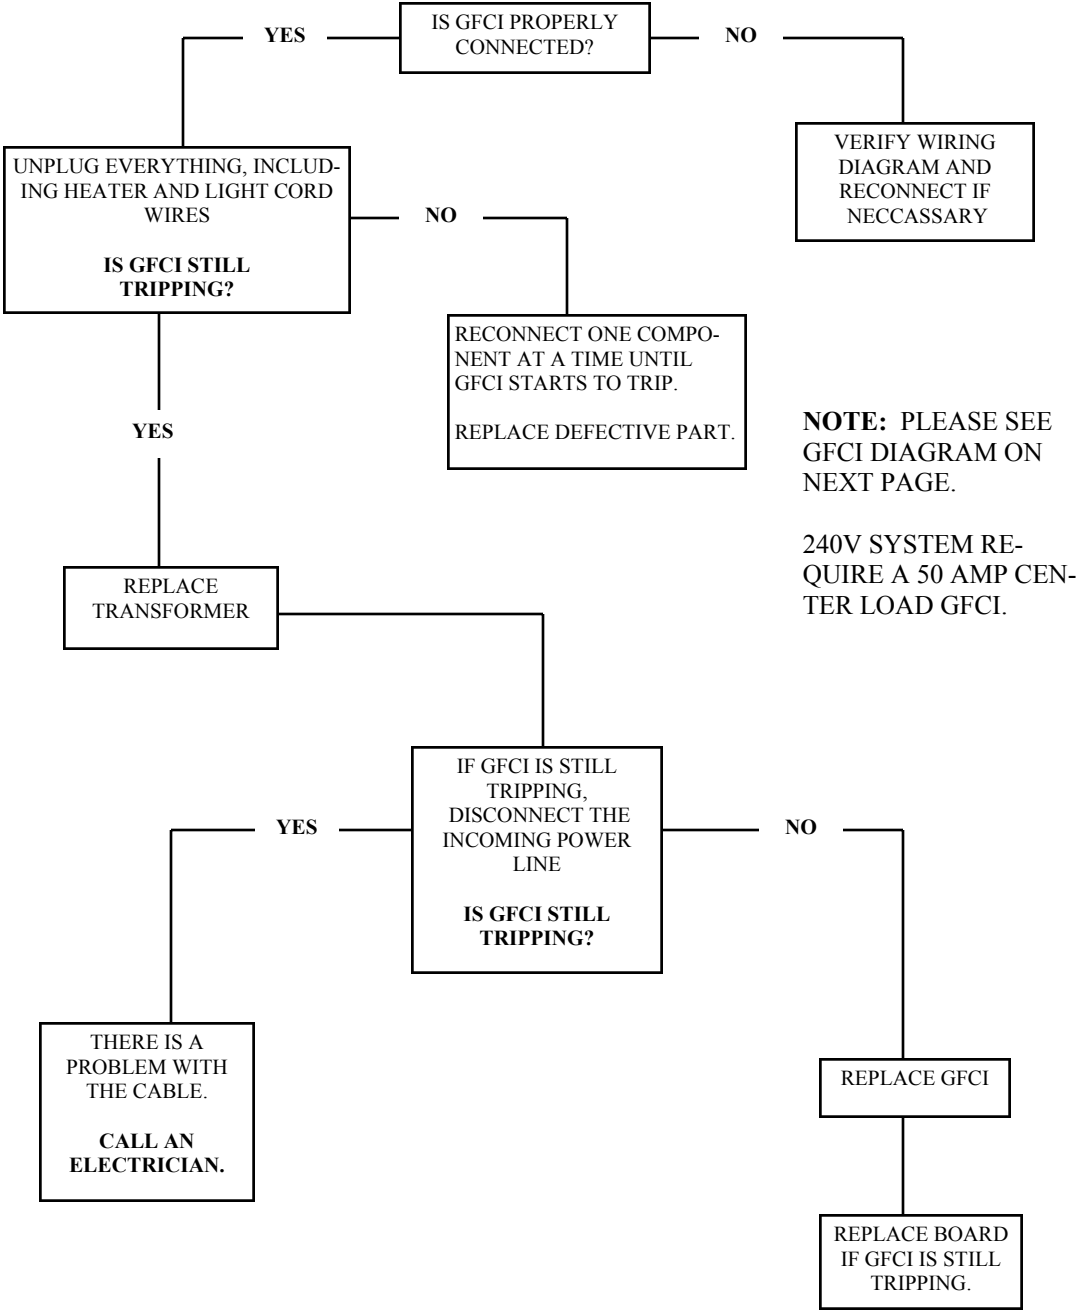 IS GFCI PROPERLY
CONNECTED?
YES
NO
VERIFY WIRING
DIAGRAM AND
RECONNECT IF
NECCASSARY
UNPLUG EVERYTHING, INCLUD-
ING HEATER AND LIGHT CORD
WIRES
IS GFCI STILL
TRIPPING?
NO
RECONNECT ONE COMPO-
NENT AT A TIME UNTIL
GFCI STARTS TO TRIP.
REPLACE DEFECTIVE PART.
YES
NOTE: PLEASE SEE
GFCI DIAGRAM ON
NEXT PAGE.
240V SYSTEM RE-
QUIRE A 50 AMP CEN-
TER LOAD GFCI.
REPLACE
TRANSFORMER
IF GFCI IS STILL
TRIPPING,
DISCONNECT THE
INCOMING POWER
LINE
IS GFCI STILL
TRIPPING?
YES
NO
THERE IS A
PROBLEM WITH
THE CABLE.
CALL AN
ELECTRICIAN.
REPLACE GFCI
REPLACE BOARD
IF GFCI IS STILL
TRIPPING.